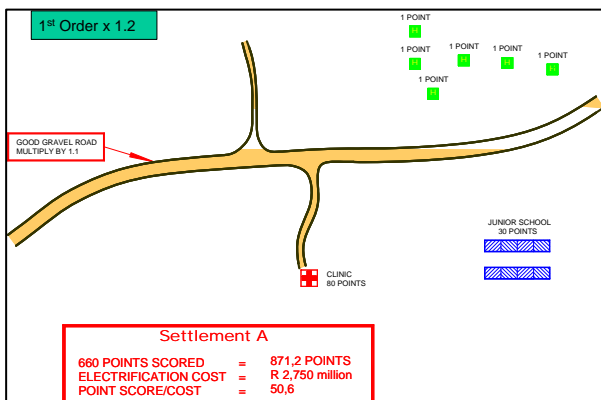 1st Order x 1.2
1 POINT
1 POINT
1 POINT
1 POINT
1 POINT
1 POINT
H
H
H
H
H
H
GOOD GRAVEL ROAD
MULTIPLY BY 1.1
JUNIOR SCHOOL
30 POINTS
CLINIC
80 POINTS
Settlement A
660 POINTS SCORED = 871,2 POINTS
ELECTRIFICATION COST = R 2,750 million
POINT SCORE/COST = 50,6